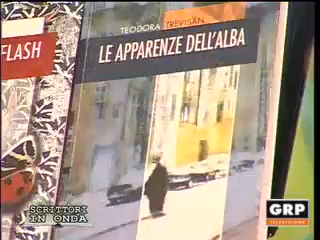 TEODORA TREVISAN
LE APPARENZE DELL'ALBA
FLASH
SCRITTORI
IN ONDA
GRP
TELEVISIONE